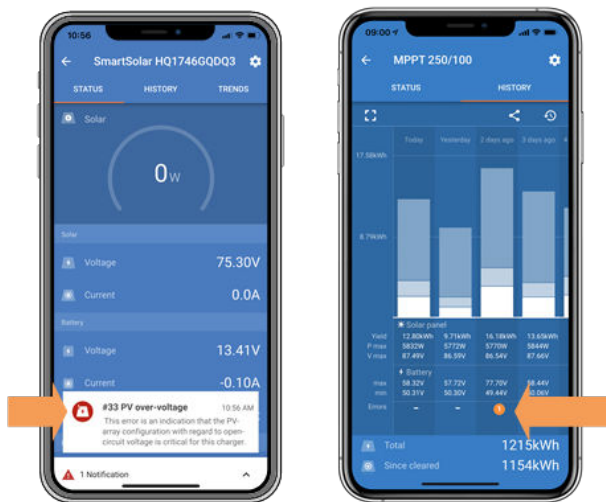 10:56
SmartSolar HQ1746GQDQ3
STATUS HISTORY TRENDS
Solar
0W
Solar
Voltage 75.30V
Current 0.0A
Battery
Voltage 13.41V
Current -0.10A
#33 PV over-voltage 10:56 AM
This error is an indication that the PV-
array configuration with regard to open-
circuit voltage is critical for this charger.
1 Notification
09:00
MPPT 250/100
STATUS HISTORY
Today Yesterday 2 days ago 3 days ago 4
17.58kWh
8.79kWh
Solar panel
Yield 12.80kWh 9.71kWh 16.18kWh 13.65kWh
P max 5832W 5772W 5770W 5844W
V max 87.49V 86.59V 86.54V 87.66V
Battery
max 58.32V 57.72V 77.70V 58.44V
min 50.31V 50.30V 49.44V 50.06V
Errors – – 1
Total 1215kWh
Since cleared 1154kWh